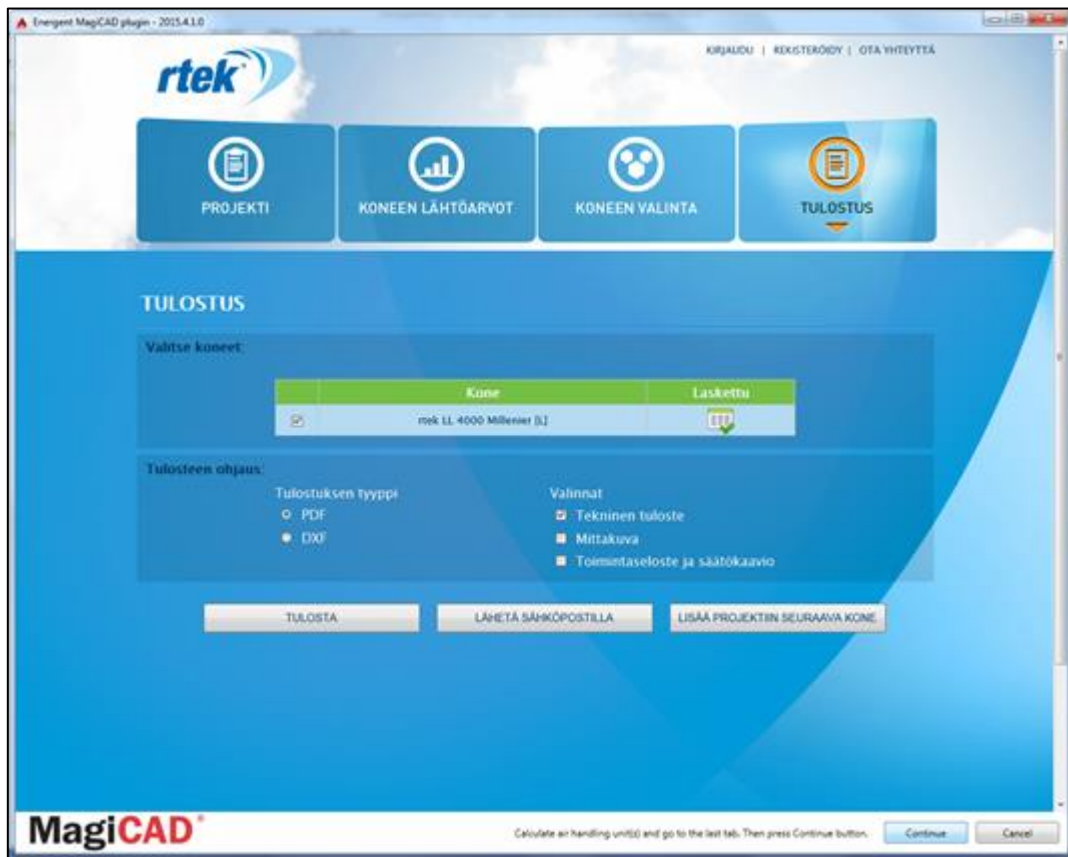 Energent MagiCAD plugin - 2015.4.1.0
rtek
KIRJAUDU | REKISTERÖIDY | OTA YHTEYTTÄ
PROJEKTI
KONEEN LÄHTÖARVOT
KONEEN VALINTA
TULOSTUS
TULOSTUS
Valitse koneet:
Kone Laskettu
rtek LL 4000 Millenier [L]
Tulosteen ohjaus:
Tulostuksen tyyppi Valinnat
PDF Tekninen tuloste
DXF Mittakuva
Toimintaseloste ja säätökaavio
TULOSTA LÄHETÄ SÄHKÖPOSTILLA LISÄÄ PROJEKTIIN SEURAAVA KONE
MagiCAD
Calculate air handling unit(s) and go to the last tab. Then press Continue button. Continue Cancel